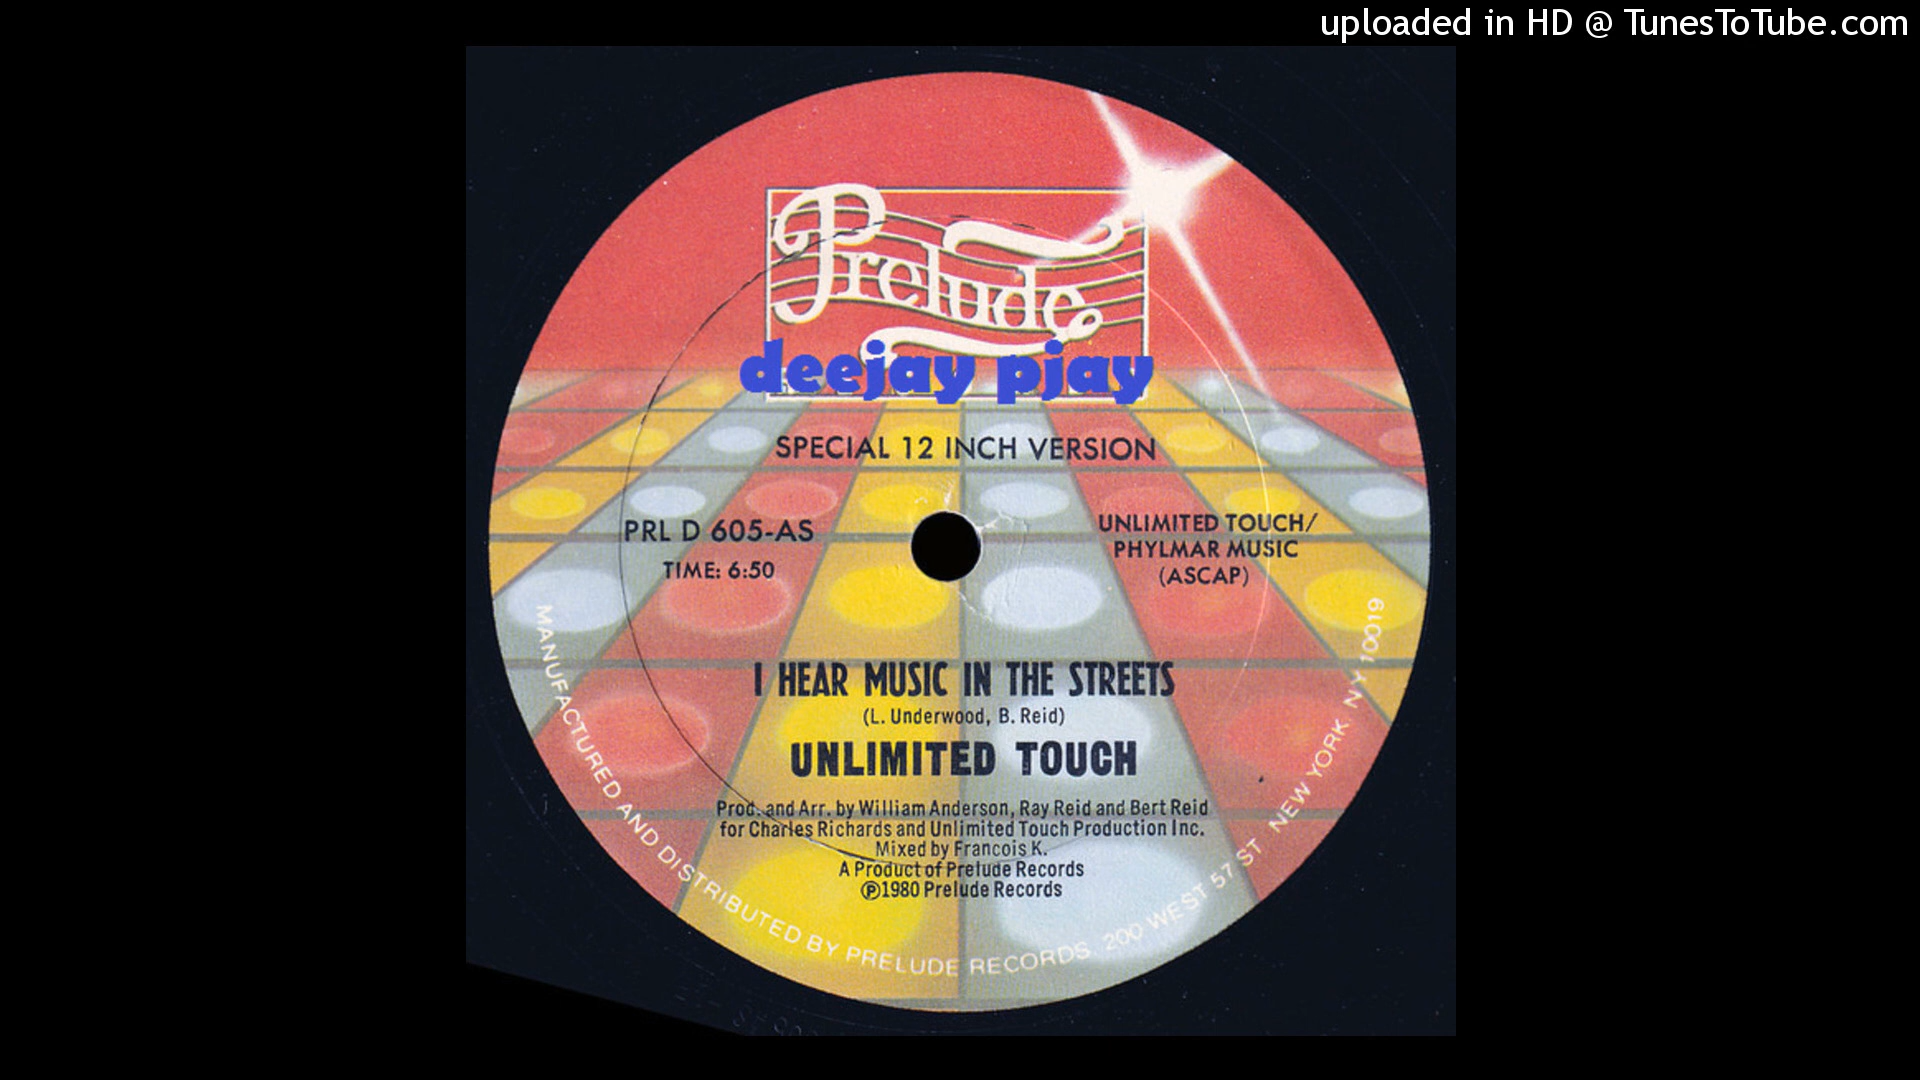 uploaded in HD @ TunesToTube.com
Prelude
deejay pjay
SPECIAL 12 INCH VERSION
PRL D 605-AS
TIME: 6:50
UNLIMITED TOUCH/
PHYLMAR MUSIC
(ASCAP)
I HEAR MUSIC IN THE STREETS
(L. Underwood, B. Reid)
UNLIMITED TOUCH
Prod. and Arr. by William Anderson, Ray Reid and Bert Reid
for Charles Richards and Unlimited Touch Production Inc.
Mixed by Francois K.
A Product of Prelude Records
Ⓟ1980 Prelude Records
MANUFACTURED AND DISTRIBUTED BY PRELUDE RECORDS, 200 WEST 57 ST NEW YORK, NY 10019